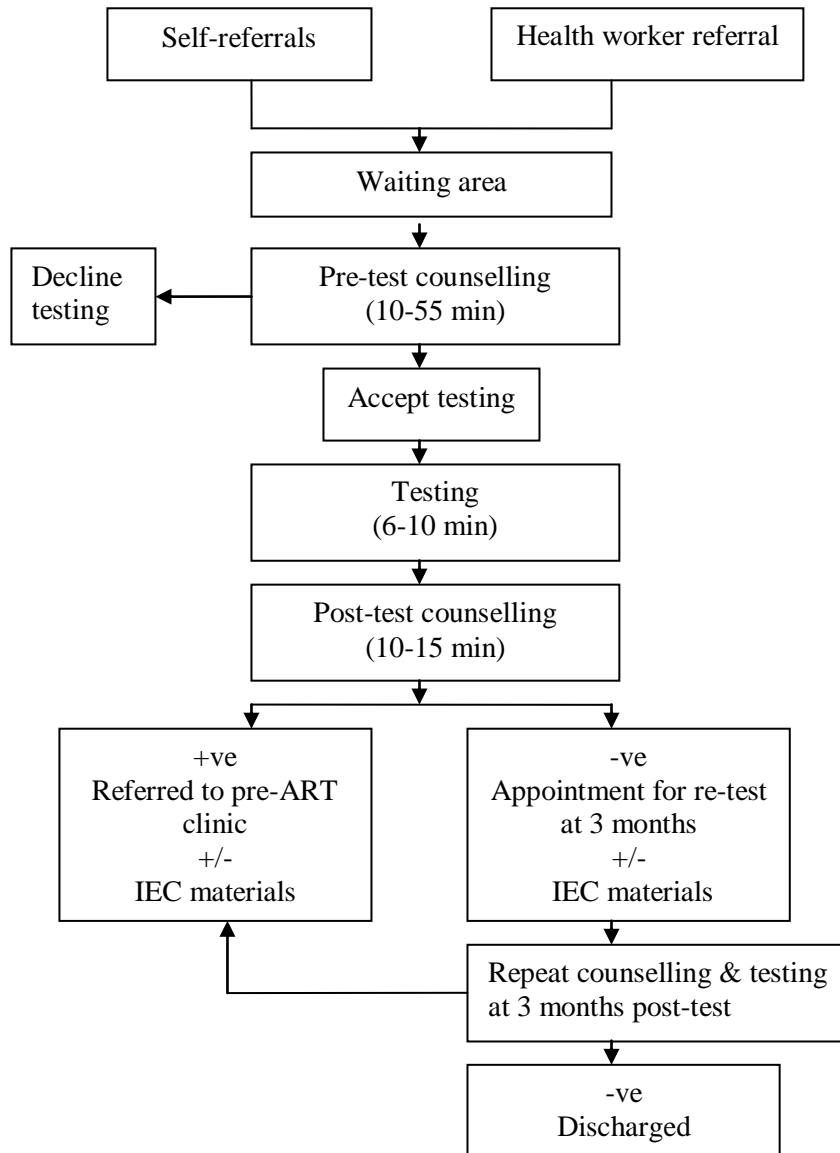 Self-referrals
Health worker referral
Waiting area
Decline
testing
Pre-test counselling
(10-55 min)
Accept testing
Testing
(6-10 min)
Post-test counselling
(10-15 min)
+ve
Referred to pre-ART
clinic
+/-
IEC materials
-ve
Appointment for re-test
at 3 months
+/-
IEC materials
Repeat counselling & testing
at 3 months post-test
-ve
Discharged